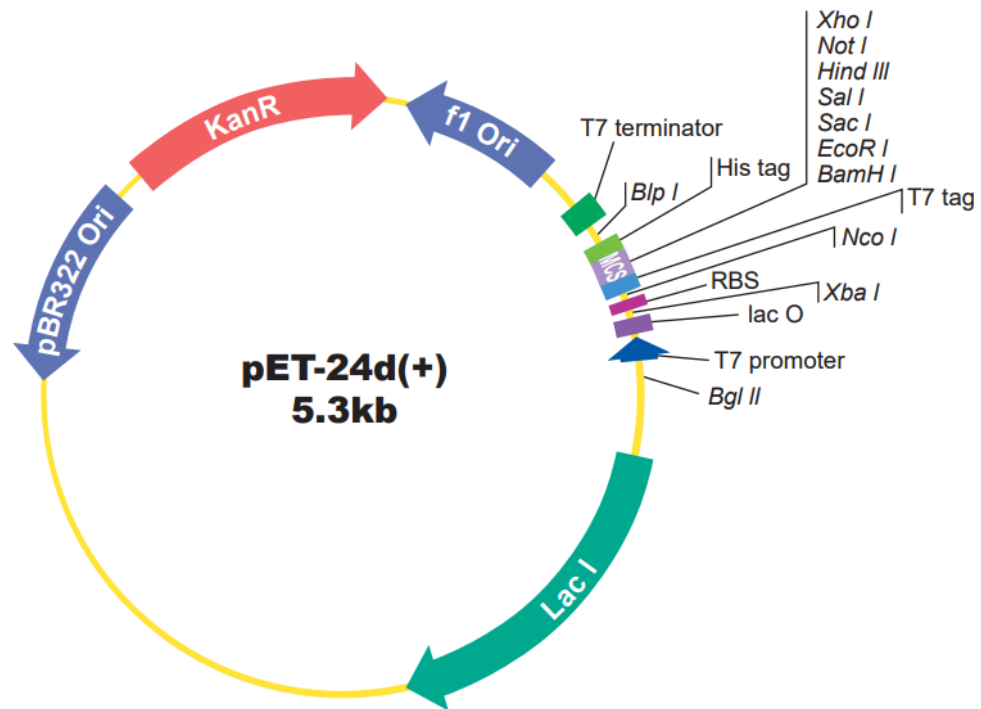 Xho I
Not I
Hind III
Sal I
Sac I
EcoR I
BamH I
KanR
f1 Ori
T7 terminator
His tag
Blp I
T7 tag
MCS
Nco I
pBR322 Ori
RBS
Xba I
lac O
pET-24d(+)
5.3kb
T7 promoter
Bgl II
Lac I